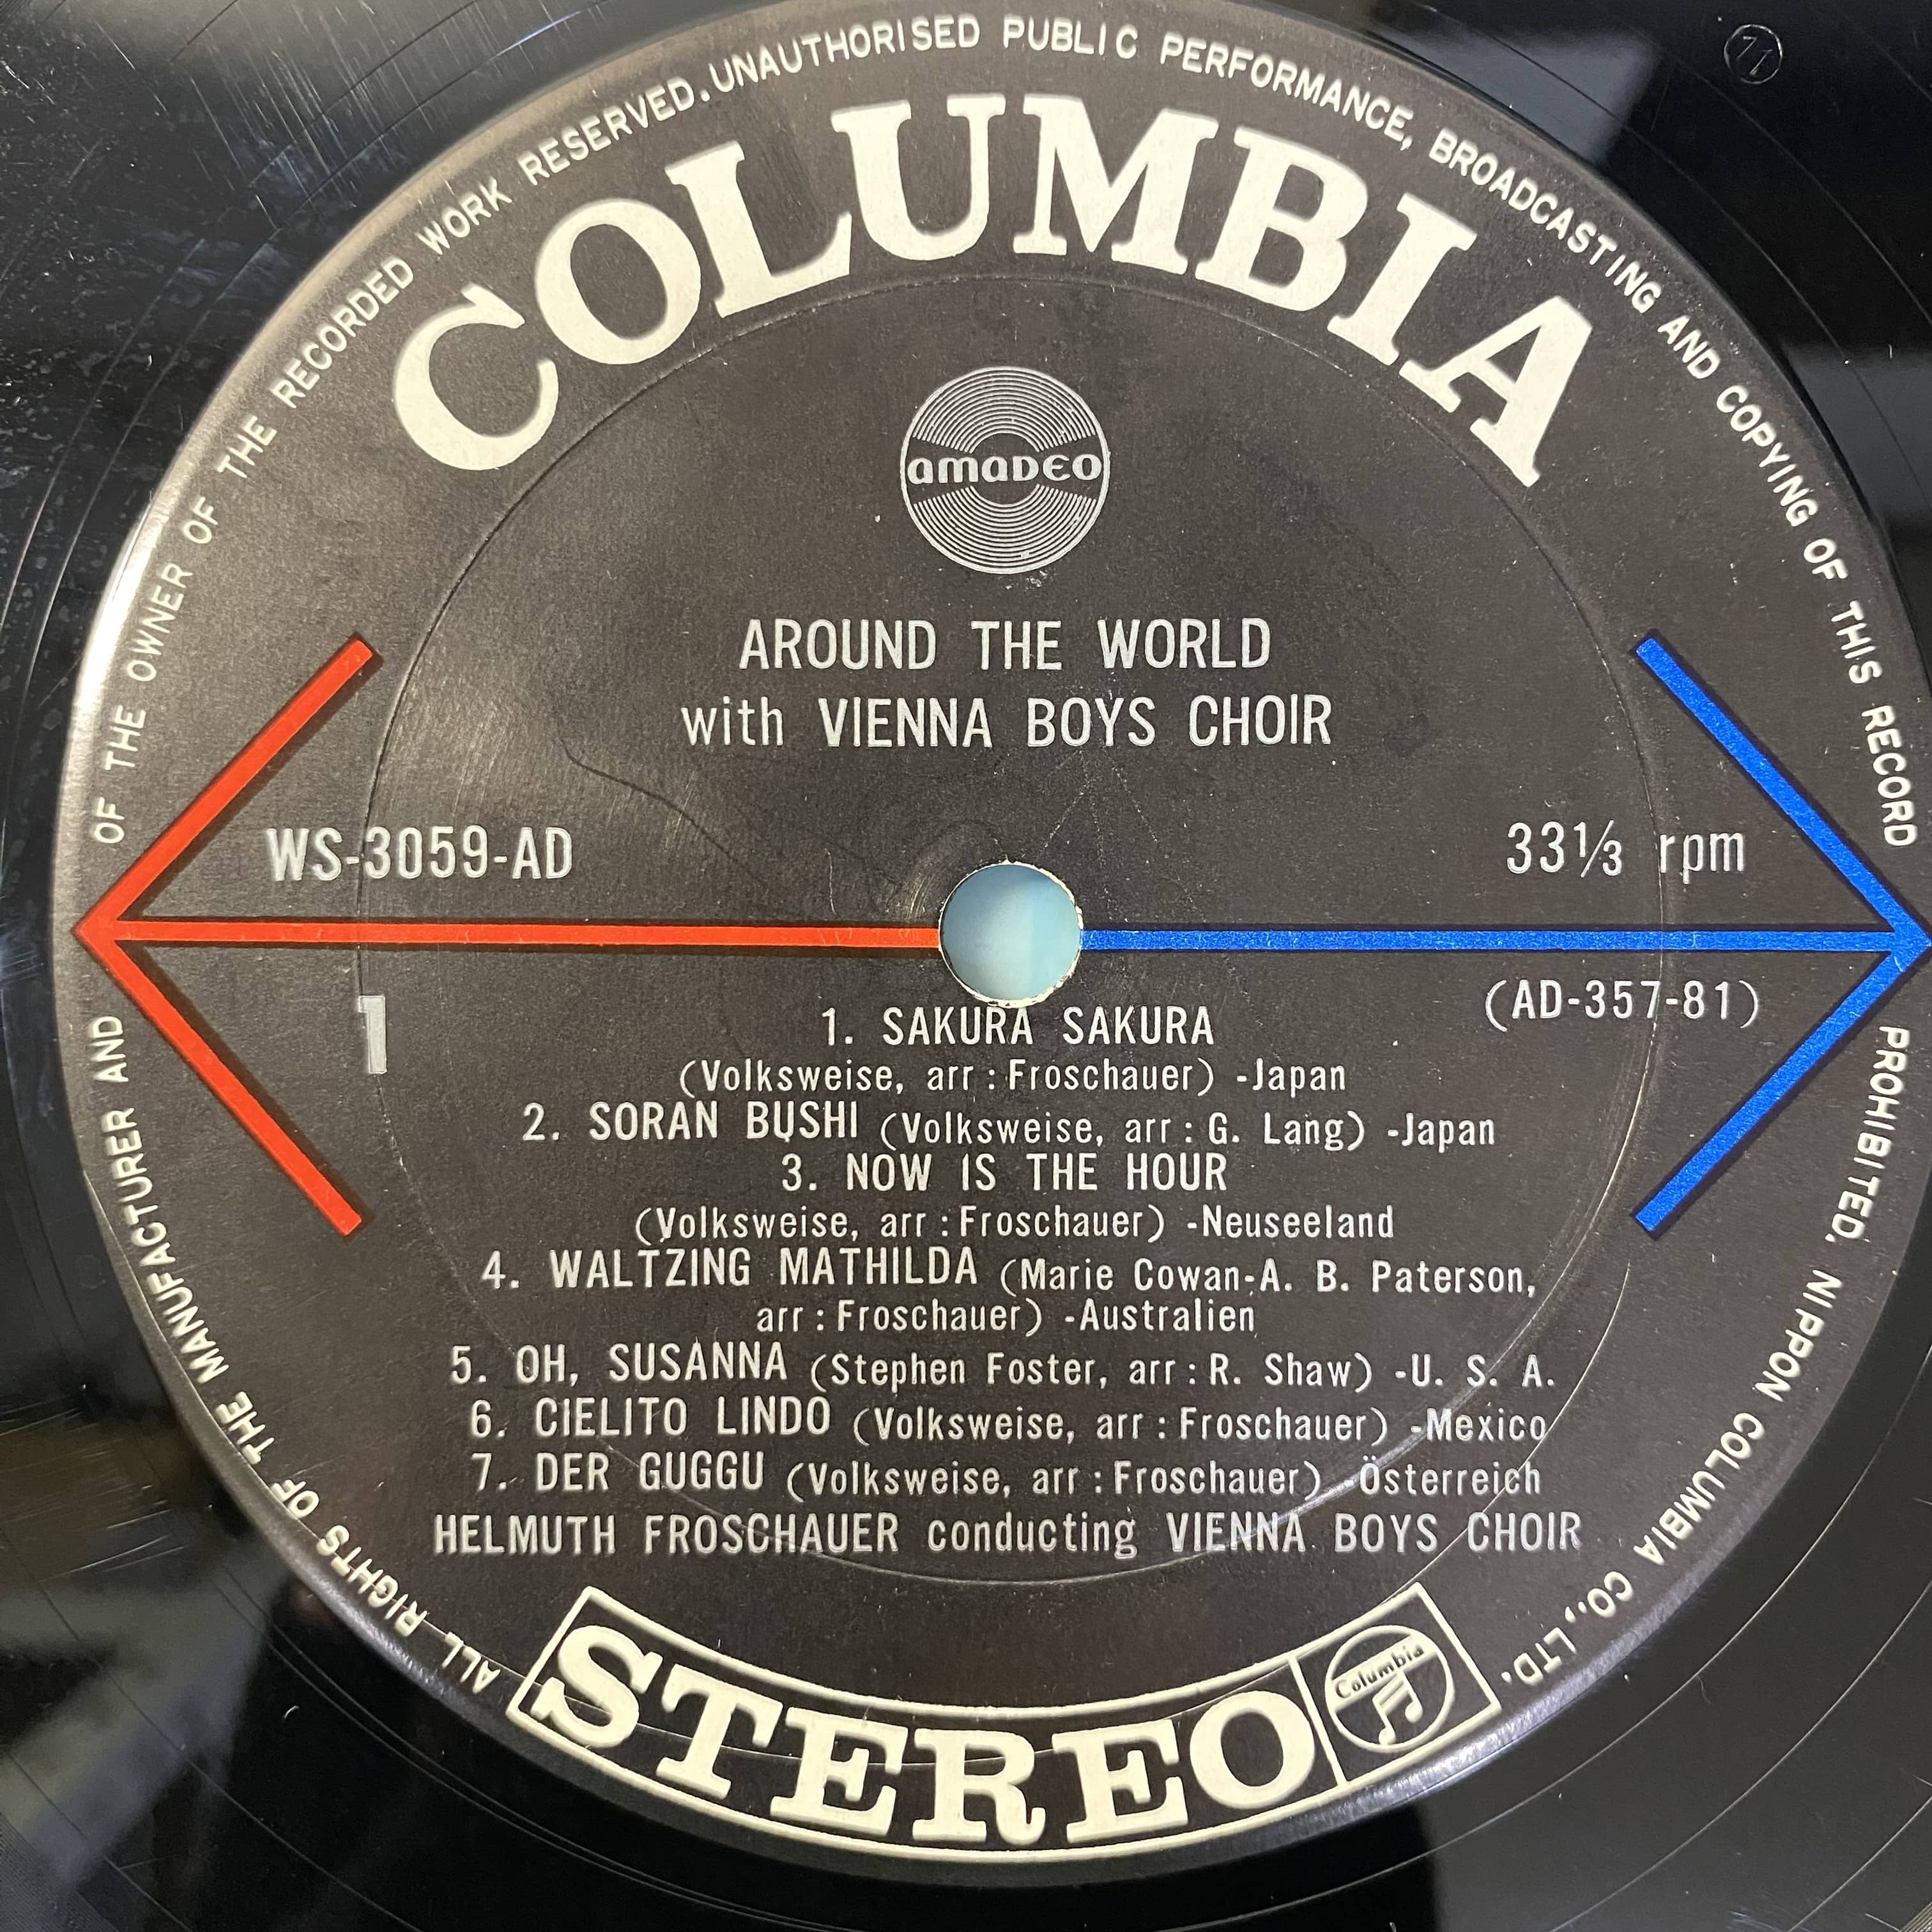 ALL RIGHTS OF THE MANUFACTURER AND OF THE OWNER OF THE RECORDED WORK RESERVED. UNAUTHORISED PUBLIC PERFORMANCE, BROADCASTING AND COPYING OF THIS RECORD PROHIBITED. NIPPON COLUMBIA CO., LTD.
COLUMBIA
amaDeo
AROUND THE WORLD
with VIENNA BOYS CHOIR
WS-3059-AD
33⅓ rpm
1
(AD-357-81)
1. SAKURA SAKURA
(Volksweise, arr : Froschauer) -Japan
2. SORAN BUSHI (Volksweise, arr : G. Lang) -Japan
3. NOW IS THE HOUR
(Volksweise, arr : Froschauer) -Neuseeland
4. WALTZING MATHILDA (Marie Cowan-A. B. Paterson,
arr : Froschauer) -Australien
5. OH, SUSANNA (Stephen Foster, arr : R. Shaw) -U. S. A.
6. CIELITO LINDO (Volksweise, arr : Froschauer) -Mexico
7. DER GUGGU (Volksweise, arr : Froschauer) -Österreich
HELMUTH FROSCHAUER conducting VIENNA BOYS CHOIR
STEREO
Columbia